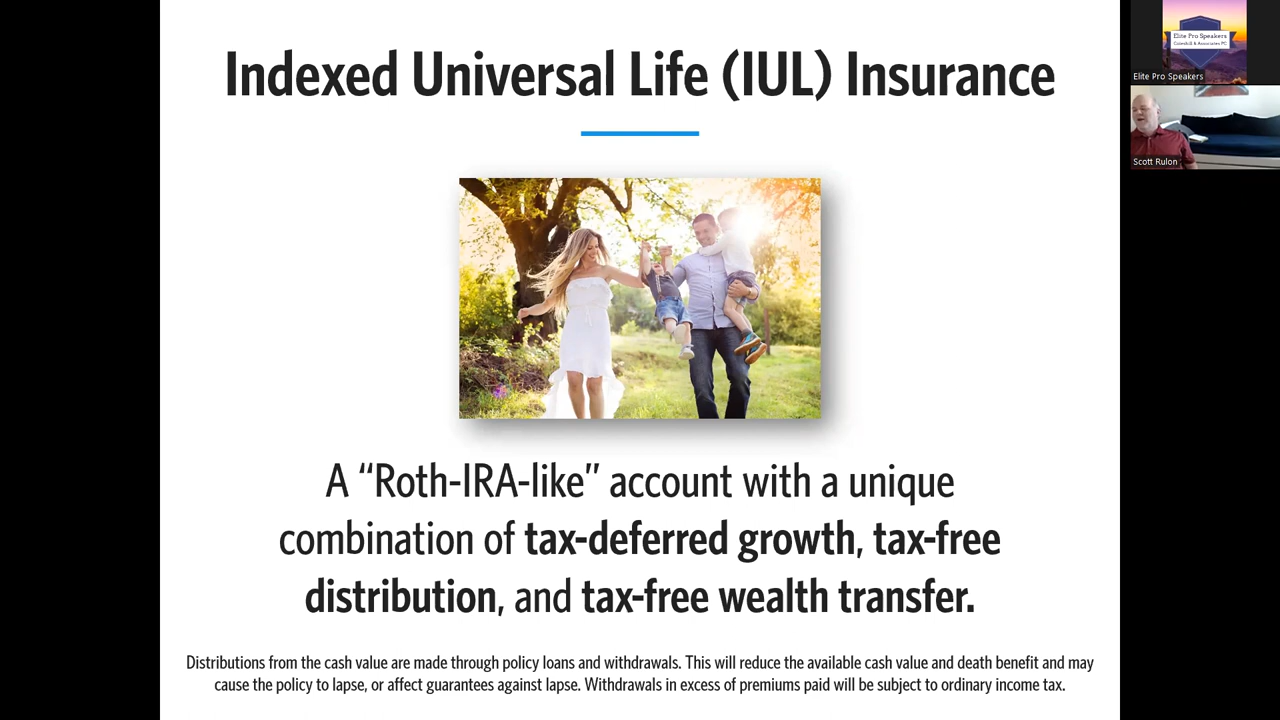 Indexed Universal Life (IUL) Insurance
A “Roth-IRA-like” account with a unique
combination of tax-deferred growth, tax-free
distribution, and tax-free wealth transfer.
Distributions from the cash value are made through policy loans and withdrawals. This will reduce the available cash value and death benefit and may
cause the policy to lapse, or affect guarantees against lapse. Withdrawals in excess of premiums paid will be subject to ordinary income tax.
Elite Pro Speakers
Elite Pro Speakers
Scott Rulon